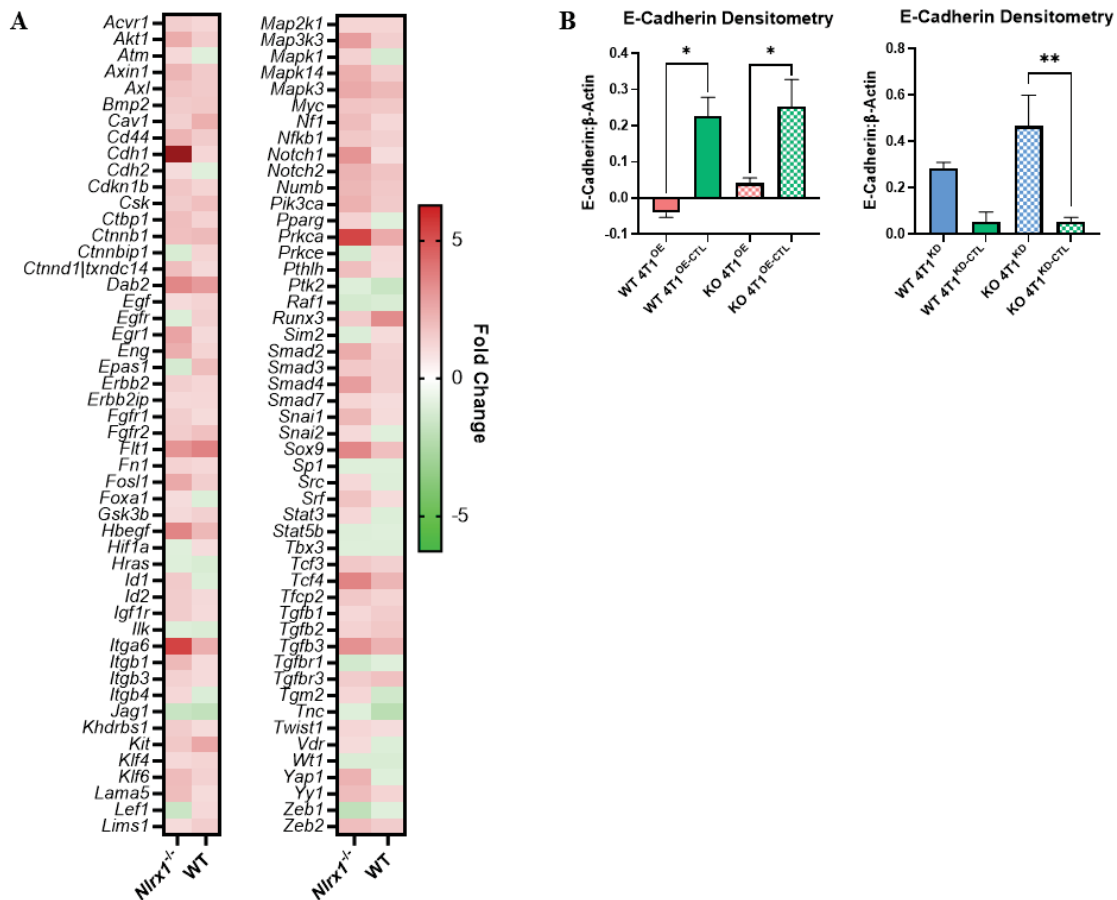 A
Acvr1
Akt1
Atm
Axin1
Axl
Bmp2
Cav1
Cd44
Cdh1
Cdh2
Cdkn1b
Csk
Ctbp1
Ctnnb1
Ctnnbip1
Ctnnd1|txndc14
Dab2
Egf
Egfr
Egr1
Eng
Epas1
Erbb2
Erbb2ip
Fgfr1
Fgfr2
Flt1
Fn1
Fosl1
Foxa1
Gsk3b
Hbegf
Hif1a
Hras
Id1
Id2
Igf1r
Ilk
Itga6
Itgb1
Itgb3
Itgb4
Jag1
Khdrbs1
Kit
Klf4
Klf6
Lama5
Lef1
Lims1
Nlrx1-/-
WT
Map2k1
Map3k3
Mapk1
Mapk14
Mapk3
Myc
Nf1
Nfkb1
Notch1
Notch2
Numb
Pik3ca
Pparg
Prkca
Prkce
Pthlh
Ptk2
Raf1
Runx3
Sim2
Smad2
Smad3
Smad4
Smad7
Snai1
Snai2
Sox9
Sp1
Src
Srf
Stat3
Stat5b
Tbx3
Tcf3
Tcf4
Tfcp2
Tgfb1
Tgfb2
Tgfb3
Tgfbr1
Tgfbr3
Tgm2
Tnc
Twist1
Vdr
Wt1
Yap1
Yy1
Zeb1
Zeb2
Nlrx1-/-
WT
5
0
-5
Fold Change
B
E-Cadherin Densitometry
E-Cadherin:β-Actin
0.4
0.3
0.2
0.1
0.0
-0.1
*
*
WT 4T1OE
WT 4T1OE-CTL
KO 4T1OE
KO 4T1OE-CTL
E-Cadherin Densitometry
E-Cadherin:β-Actin
0.8
0.6
0.4
0.2
0.0
**
WT 4T1KD
WT 4T1KD-CTL
KO 4T1KD
KO 4T1KD-CTL